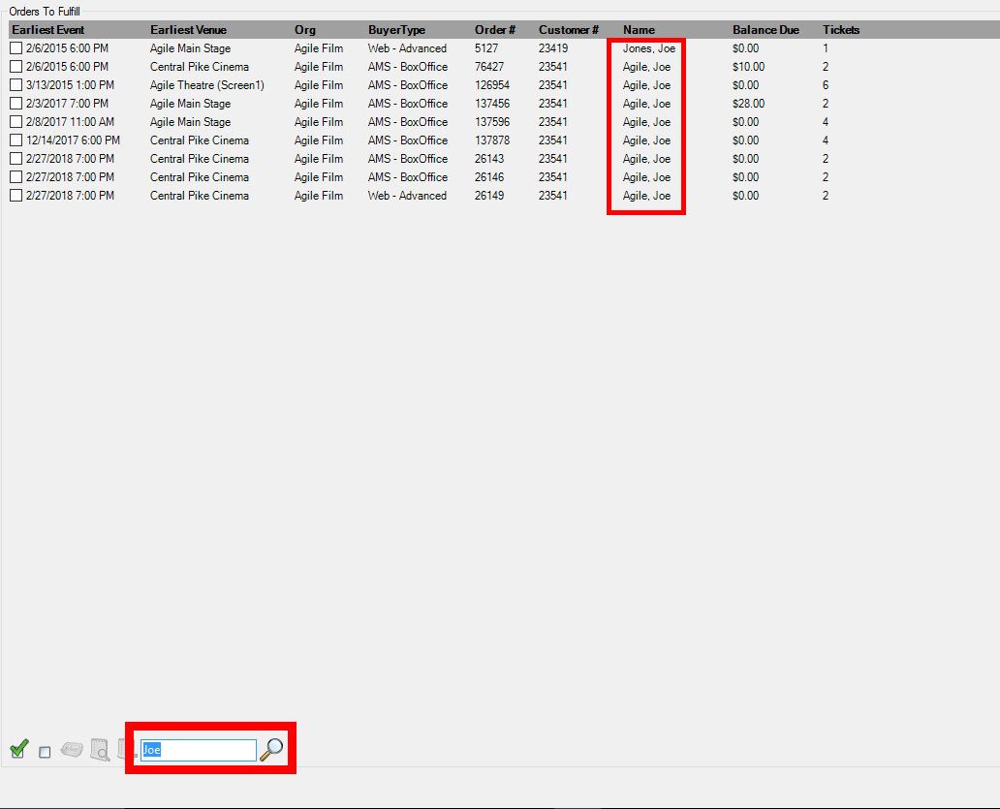 Orders To Fulfill
Earliest Event Earliest Venue Org BuyerType Order # Customer # Name Balance Due Tickets
2/6/2015 6:00 PM Agile Main Stage Agile Film Web - Advanced 5127 23419 Jones, Joe $0.00 1
2/6/2015 6:00 PM Central Pike Cinema Agile Film AMS - BoxOffice 76427 23541 Agile, Joe $10.00 2
3/13/2015 1:00 PM Agile Theatre (Screen1) Agile Film AMS - BoxOffice 126954 23541 Agile, Joe $0.00 6
2/3/2017 7:00 PM Agile Main Stage Agile Film AMS - BoxOffice 137456 23541 Agile, Joe $28.00 2
2/8/2017 11:00 AM Agile Main Stage Agile Film AMS - BoxOffice 137596 23541 Agile, Joe $0.00 4
12/14/2017 6:00 PM Central Pike Cinema Agile Film AMS - BoxOffice 137878 23541 Agile, Joe $0.00 4
2/27/2018 7:00 PM Central Pike Cinema Agile Film AMS - BoxOffice 26143 23541 Agile, Joe $0.00 2
2/27/2018 7:00 PM Central Pike Cinema Agile Film AMS - BoxOffice 26146 23541 Agile, Joe $0.00 2
2/27/2018 7:00 PM Central Pike Cinema Agile Film Web - Advanced 26149 23541 Agile, Joe $0.00 2
Joe